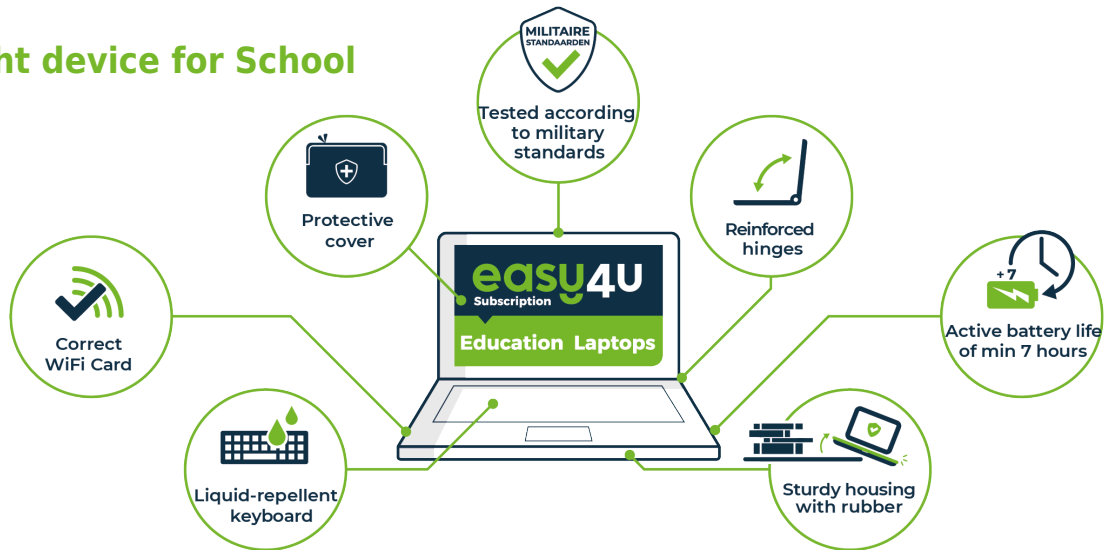 ht device for School
MILITAIRE
STANDAARDEN
Tested according
to military
standards
Protective
cover
Reinforced
hinges
easy4U
Subscription
Education Laptops
+7
Active battery life
of min 7 hours
Correct
WiFi Card
Liquid-repellent
keyboard
Sturdy housing
with rubber